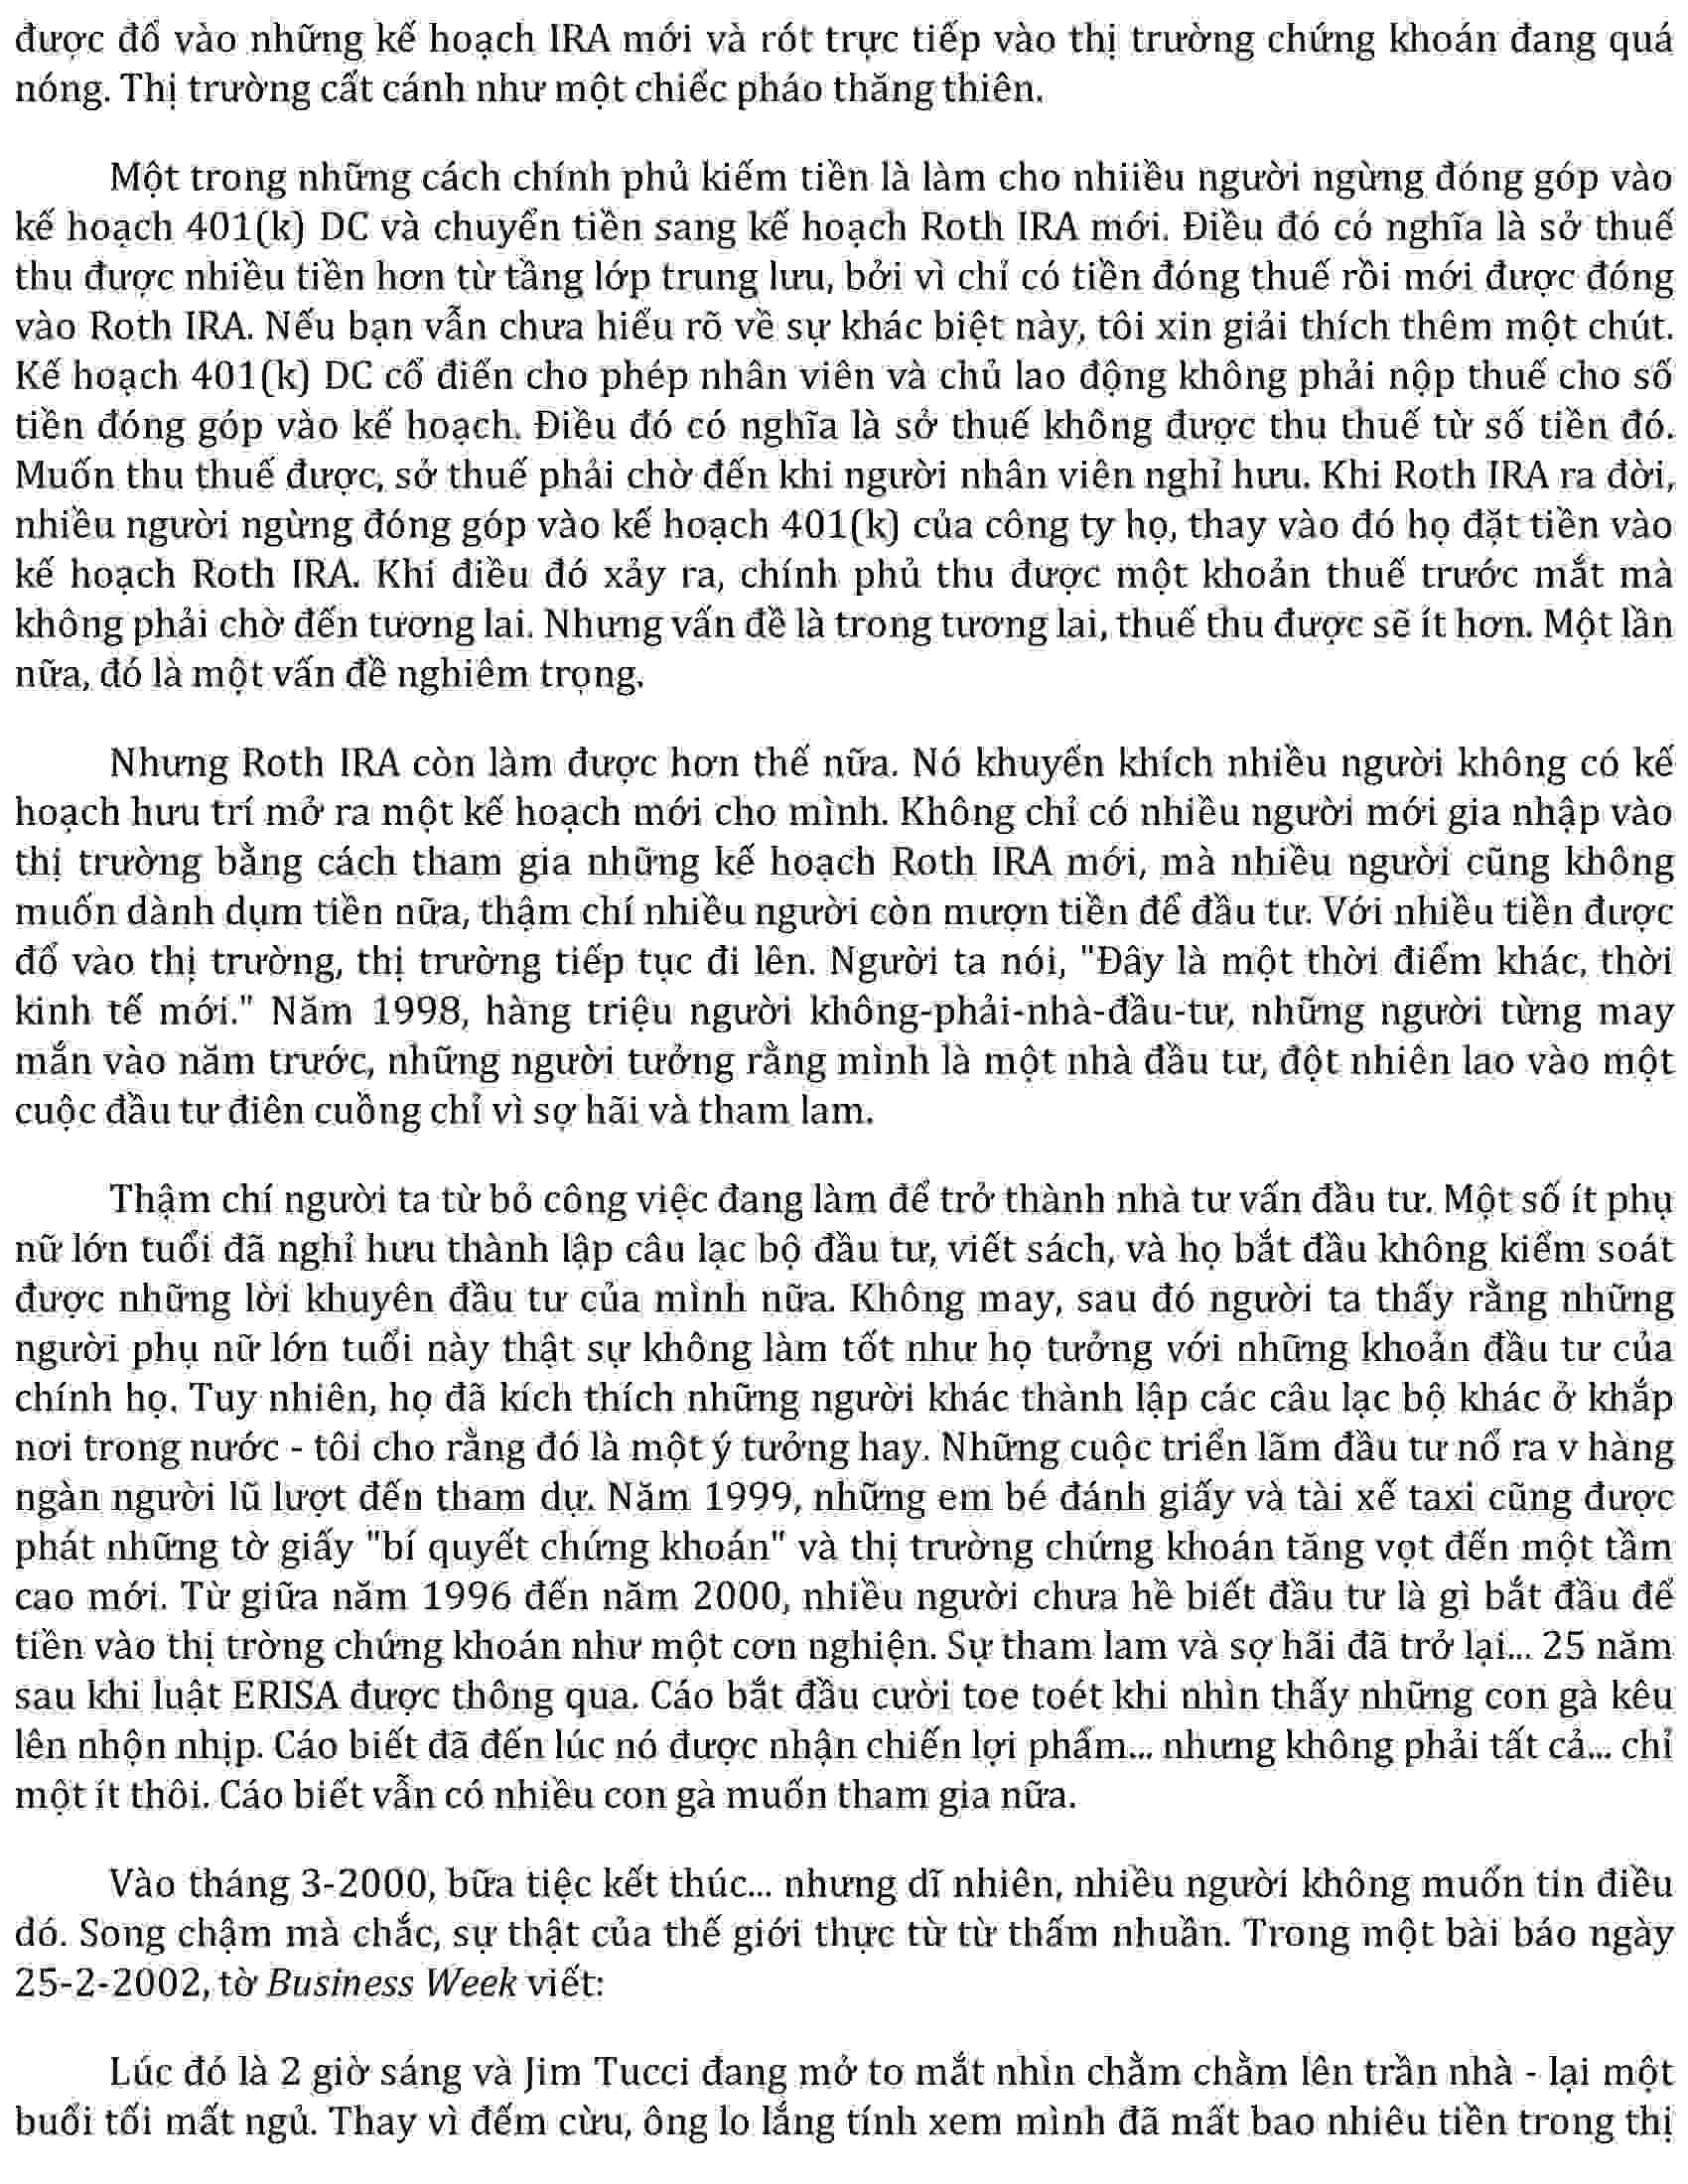 được đổ vào những kế hoạch IRA mới và rót trực tiếp vào thị trường chứng khoán đang quá
nóng. Thị trường cất cánh như một chiếc pháo thăng thiên.
Một trong những cách chính phủ kiếm tiền là làm cho nhiiều người ngừng đóng góp vào
kế hoạch 401(k) DC và chuyển tiền sang kế hoạch Roth IRA mới. Điều đó có nghĩa là sở thuế
thu được nhiều tiền hơn từ tầng lớp trung lưu, bởi vì chỉ có tiền đóng thuế rồi mới được đóng
vào Roth IRA. Nếu bạn vẫn chưa hiểu rõ về sự khác biệt này, tôi xin giải thích thêm một chút.
Kế hoạch 401(k) DC cổ điển cho phép nhân viên và chủ lao động không phải nộp thuế cho số
tiền đóng góp vào kế hoạch. Điều đó có nghĩa là sở thuế không được thu thuế từ số tiền đó.
Muốn thu thuế được, sở thuế phải chờ đến khi người nhân viên nghỉ hưu. Khi Roth IRA ra đời,
nhiều người ngừng đóng góp vào kế hoạch 401(k) của công ty họ, thay vào đó họ đặt tiền vào
kế hoạch Roth IRA. Khi điều đó xảy ra, chính phủ thu được một khoản thuế trước mắt mà
không phải chờ đến tương lai. Nhưng vấn đề là trong tương lai, thuế thu được sẽ ít hơn. Một lần
nữa, đó là một vấn đề nghiêm trọng.
Nhưng Roth IRA còn làm được hơn thế nữa. Nó khuyến khích nhiều người không có kế
hoạch hưu trí mở ra một kế hoạch mới cho mình. Không chỉ có nhiều người mới gia nhập vào
thị trường bằng cách tham gia những kế hoạch Roth IRA mới, mà nhiều người cũng không
muốn dành dụm tiền nữa, thậm chí nhiều người còn mượn tiền để đầu tư. Với nhiều tiền được
đổ vào thị trường, thị trường tiếp tục đi lên. Người ta nói, "Đây là một thời điểm khác, thời
kinh tế mới." Năm 1998, hàng triệu người không-phải-nhà-đầu-tư, những người từng may
mắn vào năm trước, những người tưởng rằng mình là một nhà đầu tư, đột nhiên lao vào một
cuộc đầu tư điên cuồng chỉ vì sợ hãi và tham lam.
Thậm chí người ta từ bỏ công việc đang làm để trở thành nhà tư vấn đầu tư. Một số ít phụ
nữ lớn tuổi đã nghỉ hưu thành lập câu lạc bộ đầu tư, viết sách, và họ bắt đầu không kiểm soát
được những lời khuyên đầu tư của mình nữa. Không may, sau đó người ta thấy rằng những
người phụ nữ lớn tuổi này thật sự không làm tốt như họ tưởng với những khoản đầu tư của
chính họ. Tuy nhiên, họ đã kích thích những người khác thành lập các câu lạc bộ khác ở khắp
nơi trong nước - tôi cho rằng đó là một ý tưởng hay. Những cuộc triển lãm đầu tư nổ ra v hàng
ngàn người lũ lượt đến tham dự. Năm 1999, những em bé đánh giấy và tài xế taxi cũng được
phát những tờ giấy "bí quyết chứng khoán" và thị trường chứng khoán tăng vọt đến một tầm
cao mới. Từ giữa năm 1996 đến năm 2000, nhiều người chưa hề biết đầu tư là gì bắt đầu để
tiền vào thị trờng chứng khoán như một cơn nghiện. Sự tham lam và sợ hãi đã trở lại... 25 năm
sau khi luật ERISA được thông qua. Cáo bắt đầu cười toe toét khi nhìn thấy những con gà kêu
lên nhộn nhịp. Cáo biết đã đến lúc nó được nhận chiến lợi phẩm... nhưng không phải tất cả... chỉ
một ít thôi. Cáo biết vẫn có nhiều con gà muốn tham gia nữa.
Vào tháng 3-2000, bữa tiệc kết thúc... nhưng dĩ nhiên, nhiều người không muốn tin điều
đó. Song chậm mà chắc, sự thật của thế giới thực từ từ thấm nhuần. Trong một bài báo ngày
25-2-2002, tờ Business Week viết:
Lúc đó là 2 giờ sáng và Jim Tucci đang mở to mắt nhìn chằm chằm lên trần nhà - lại một
buổi tối mất ngủ. Thay vì đếm cừu, ông lo lắng tính xem mình đã mất bao nhiêu tiền trong thị